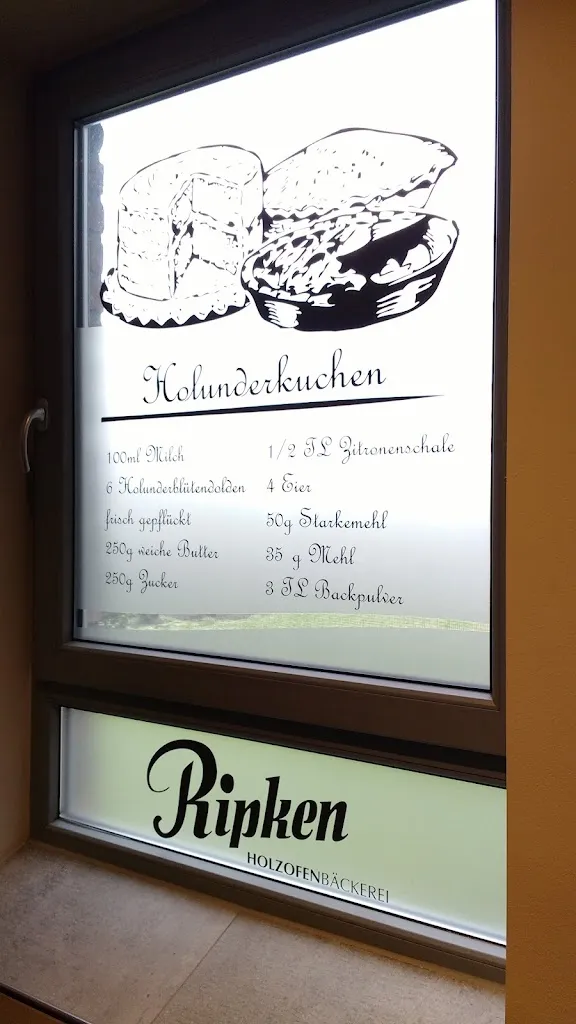 Holunderkuchen
100ml Milch
6 Holunderblütendolden
frisch gepflückt
250g weiche Butter
250g Zucker
1/2 TL Zitronenschale
4 Eier
50g Starkemehl
35 g Mehl
3 TL Backpulver
Ripken
HOLZOFENBÄCKEREI